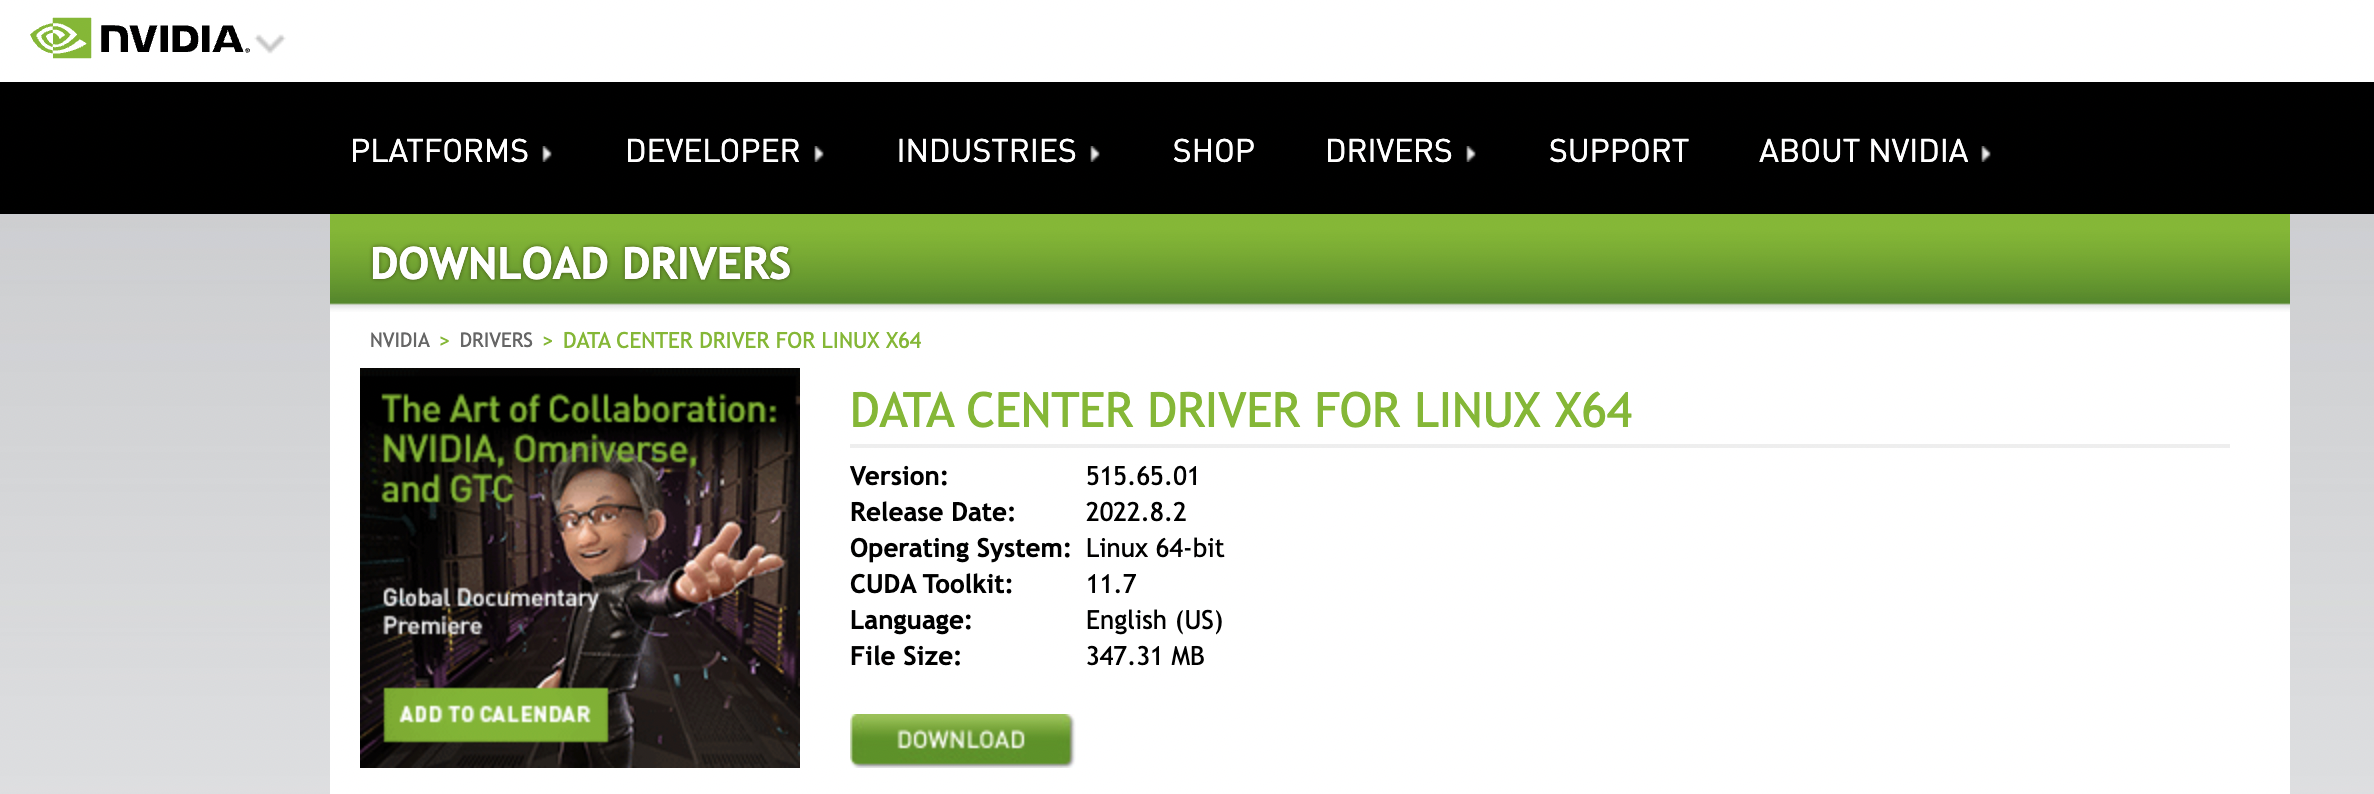 NVIDIA.
PLATFORMS DEVELOPER INDUSTRIES SHOP DRIVERS SUPPORT ABOUT NVIDIA
DOWNLOAD DRIVERS
NVIDIA > DRIVERS > DATA CENTER DRIVER FOR LINUX X64
The Art of Collaboration:
NVIDIA, Omniverse,
and GTC
Global Documentary
Premiere
ADD TO CALENDAR
DATA CENTER DRIVER FOR LINUX X64
Version: 515.65.01
Release Date: 2022.8.2
Operating System: Linux 64-bit
CUDA Toolkit: 11.7
Language: English (US)
File Size: 347.31 MB
DOWNLOAD